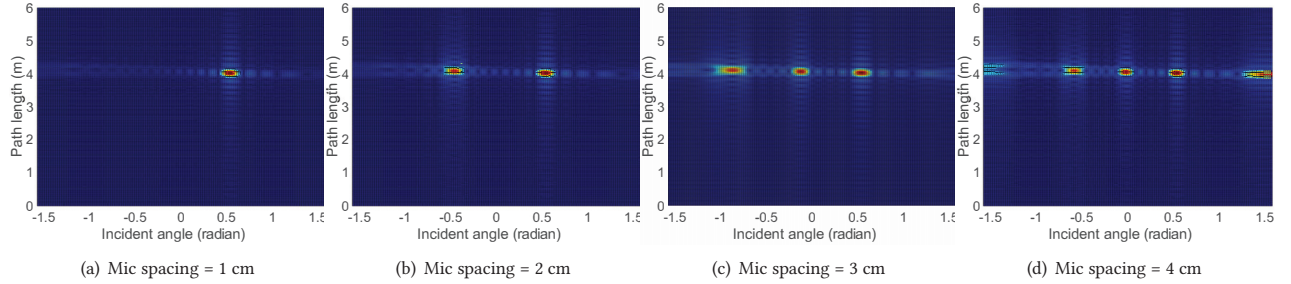 6
5
4
3
2
1
0
Path length (m)
-1.5 -1 -0.5 0 0.5 1 1.5
Incident angle (radian)
(a) Mic spacing = 1 cm
6
5
4
3
2
1
0
Path length (m)
-1.5 -1 -0.5 0 0.5 1 1.5
Incident angle (radian)
(b) Mic spacing = 2 cm
6
5
4
3
2
1
0
Path length (m)
-1.5 -1 -0.5 0 0.5 1 1.5
Incident angle (radian)
(c) Mic spacing = 3 cm
6
5
4
3
2
1
0
Path length (m)
-1.5 -1 -0.5 0 0.5 1 1.5
Incident angle (radian)
(d) Mic spacing = 4 cm